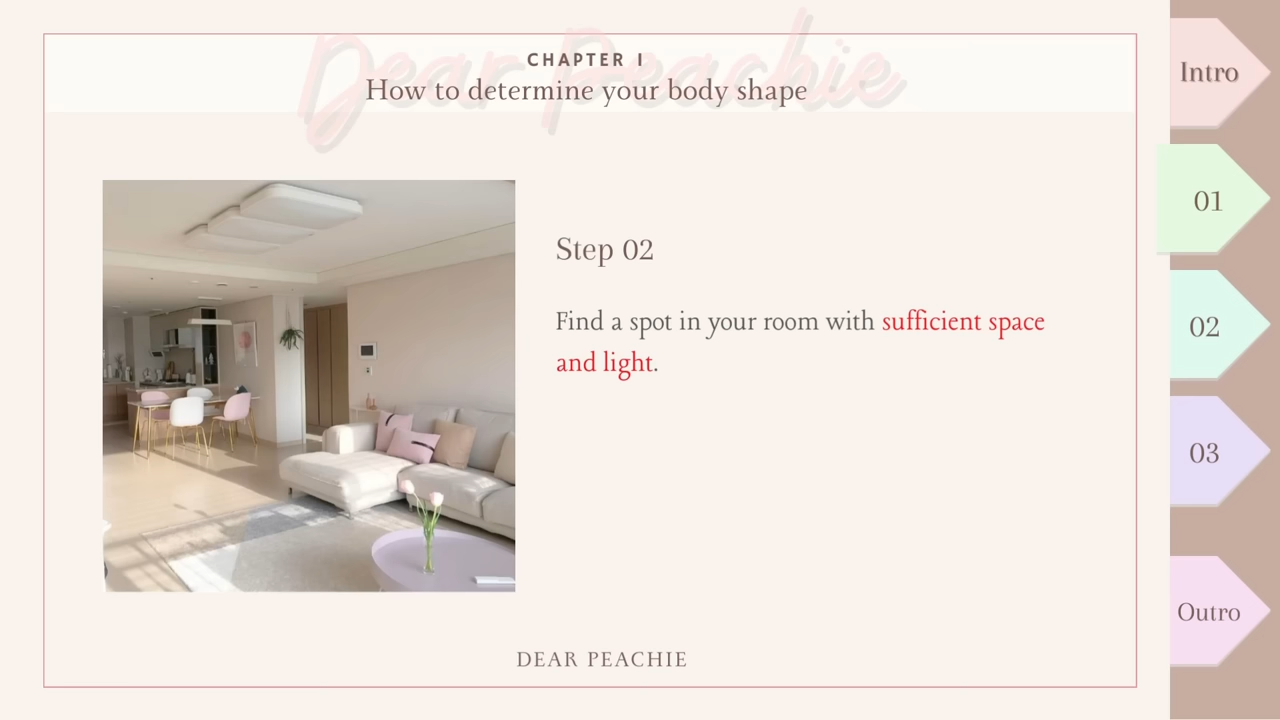 Dear Peachie
CHAPTER I
How to determine your body shape
Step 02
Find a spot in your room with sufficient space
and light.
DEAR PEACHIE
Intro
01
02
03
Outro